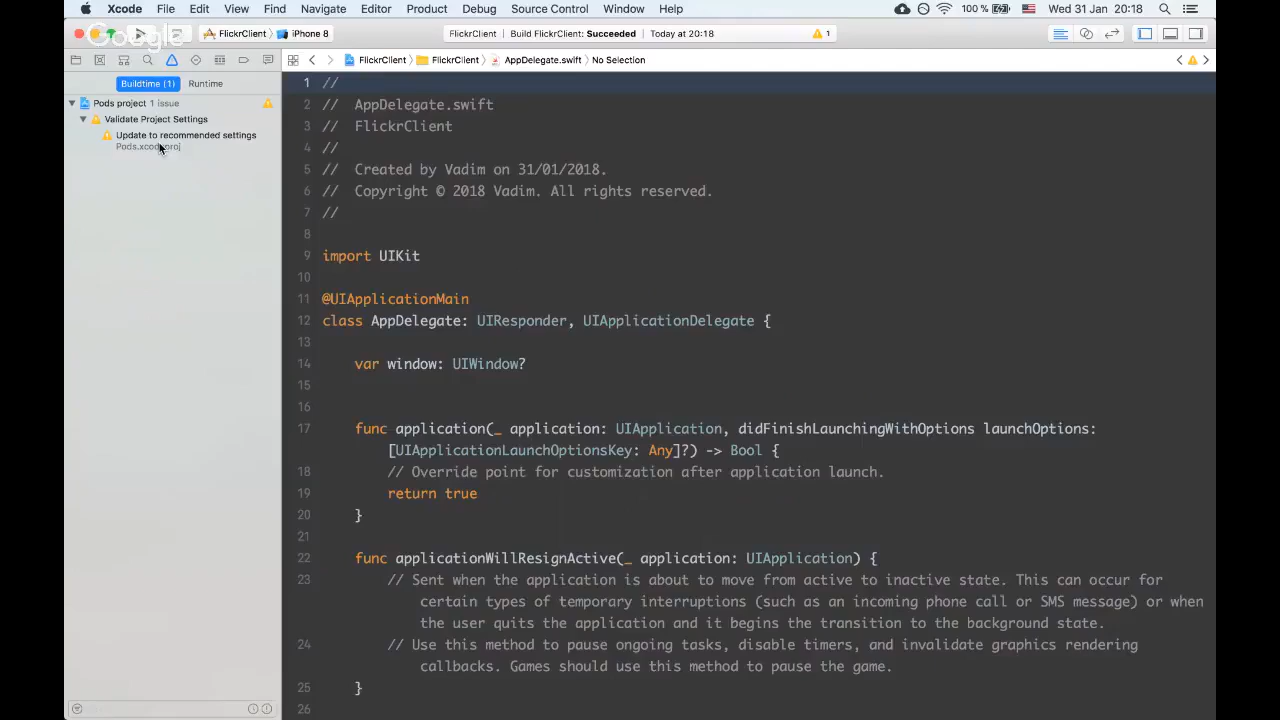 Xcode File Edit View Find Navigate Editor Product Debug Source Control Window Help 100 % Wed 31 Jan 20:18
Google
FlickrClient iPhone 8 FlickrClient Build FlickrClient: Succeeded Today at 20:18 1
FlickrClient FlickrClient AppDelegate.swift No Selection
Buildtime (1) Runtime
Pods project 1 issue
Validate Project Settings
Update to recommended settings
Pods.xcodeproj
1 //
2 // AppDelegate.swift
3 // FlickrClient
4 //
5 // Created by Vadim on 31/01/2018.
6 // Copyright © 2018 Vadim. All rights reserved.
7 //
8
9 import UIKit
10
11 @UIApplicationMain
12 class AppDelegate: UIResponder, UIApplicationDelegate {
13
14 var window: UIWindow?
15
16
17 func application(_ application: UIApplication, didFinishLaunchingWithOptions launchOptions:
[UIApplicationLaunchOptionsKey: Any]?) -> Bool {
18 // Override point for customization after application launch.
19 return true
20 }
21
22 func applicationWillResignActive(_ application: UIApplication) {
23 // Sent when the application is about to move from active to inactive state. This can occur for
certain types of temporary interruptions (such as an incoming phone call or SMS message) or when
the user quits the application and it begins the transition to the background state.
24 // Use this method to pause ongoing tasks, disable timers, and invalidate graphics rendering
callbacks. Games should use this method to pause the game.
25 }
26